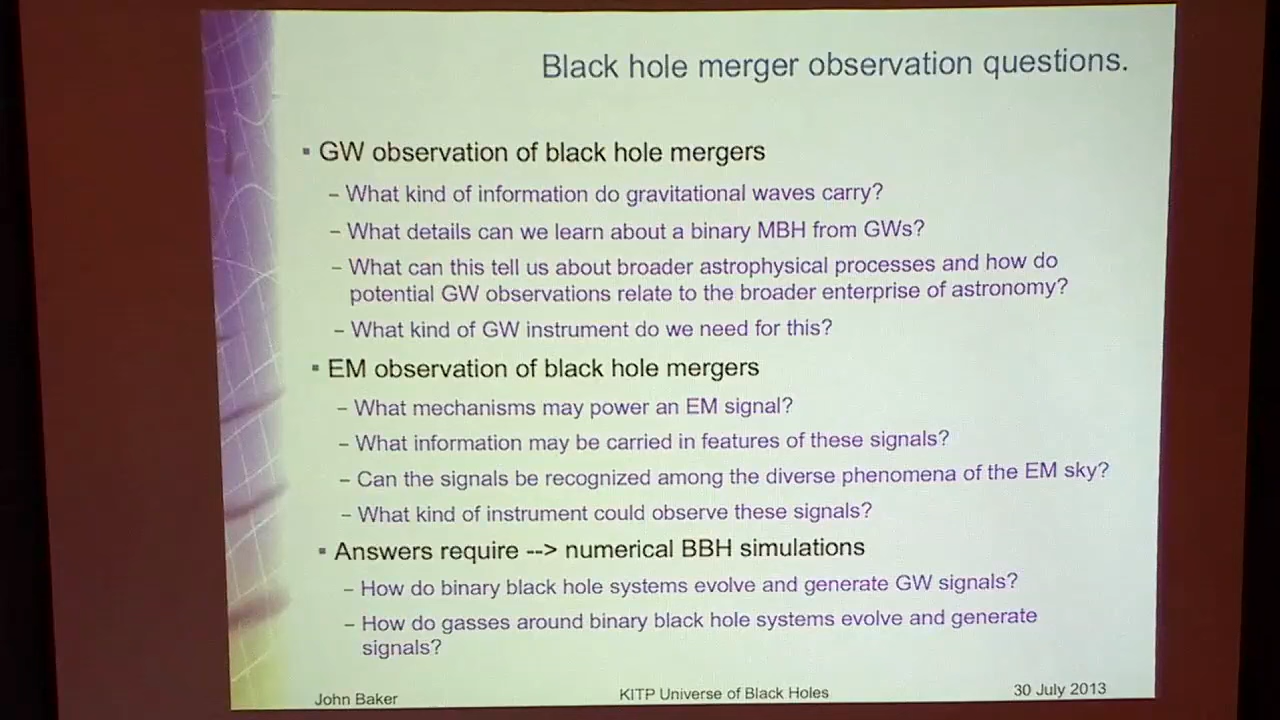 Black hole merger observation questions.
▪ GW observation of black hole mergers
– What kind of information do gravitational waves carry?
– What details can we learn about a binary MBH from GWs?
– What can this tell us about broader astrophysical processes and how do
potential GW observations relate to the broader enterprise of astronomy?
– What kind of GW instrument do we need for this?
▪ EM observation of black hole mergers
– What mechanisms may power an EM signal?
– What information may be carried in features of these signals?
– Can the signals be recognized among the diverse phenomena of the EM sky?
– What kind of instrument could observe these signals?
▪ Answers require --> numerical BBH simulations
– How do binary black hole systems evolve and generate GW signals?
– How do gasses around binary black hole systems evolve and generate
signals?
John Baker KITP Universe of Black Holes 30 July 2013